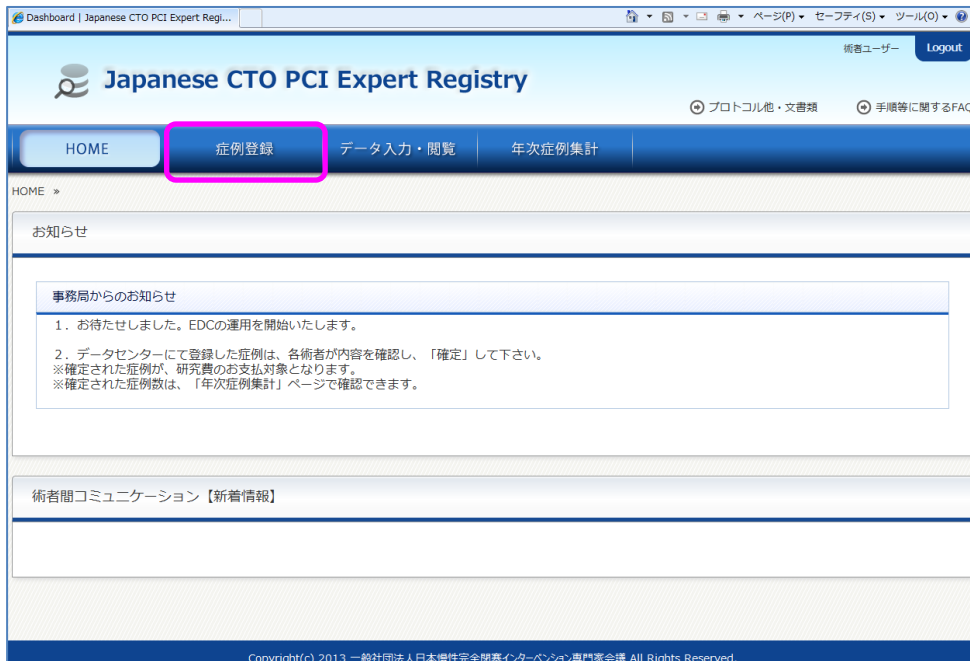 Dashboard | Japanese CTO PCI Expert Regi...
ページ(P) セーフティ(S) ツール(O)
術者ユーザー Logout
Japanese CTO PCI Expert Registry
プロトコル他・文書類 手順等に関するFAQ
HOME 症例登録 データ入力・閲覧 年次症例集計
HOME »
お知らせ
事務局からのお知らせ
1．お待たせしました。EDCの運用を開始いたします。
2．データセンターにて登録した症例は、各術者が内容を確認し、「確定」して下さい。
※確定された症例が、研究費のお支払対象となります。
※確定された症例数は、「年次症例集計」ページで確認できます。
術者間コミュニケーション【新着情報】
Copyright(c) 2013 一般社団法人日本慢性完全閉塞インターベンション専門家会議 All Rights Reserved.